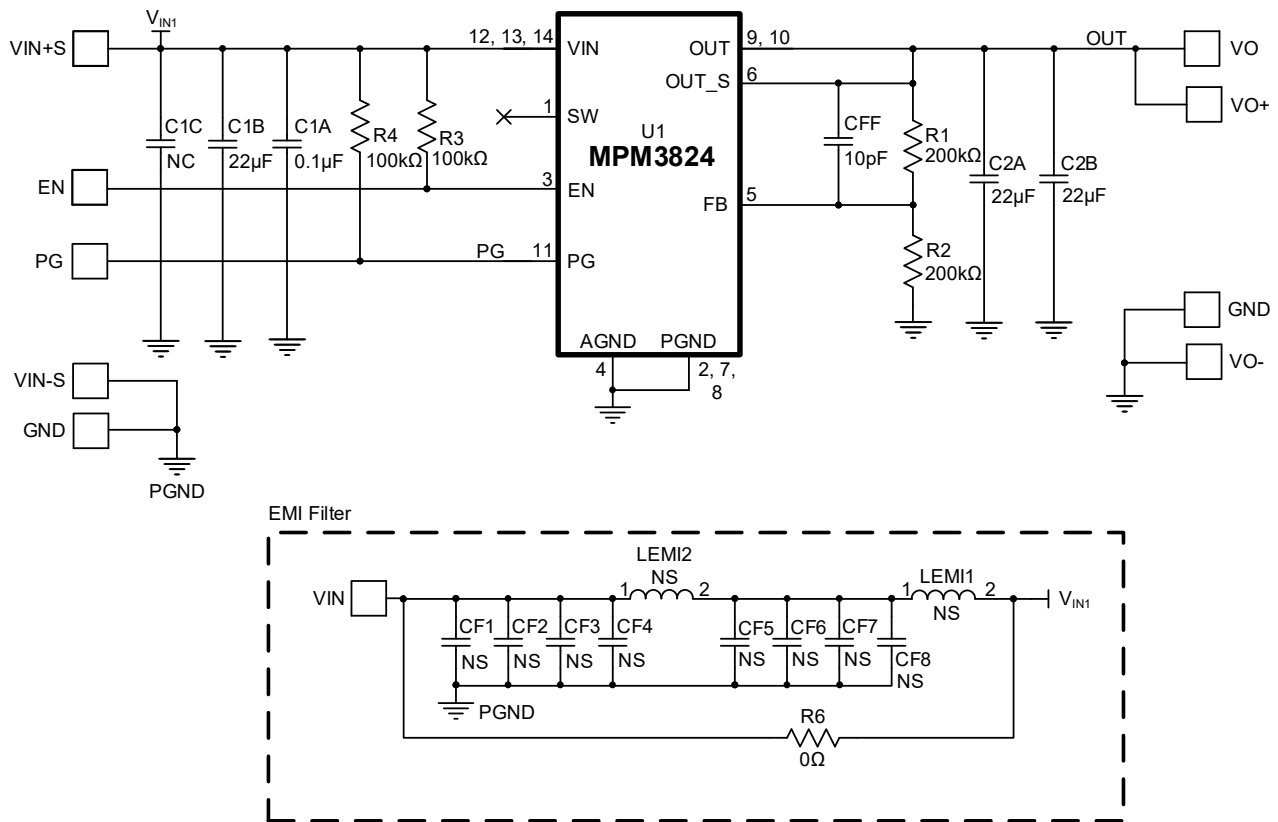 V_IN1
VIN+S
12, 13, 14
VIN
OUT
9, 10
OUT
VO
OUT_S
6
VO+
1
SW
U1
MPM3824
C1C
NC
C1B
22µF
C1A
0.1µF
R4
100kΩ
R3
100kΩ
CFF
10pF
R1
200kΩ
C2A
22µF
C2B
22µF
EN
3
EN
FB
5
PG
PG
11
PG
R2
200kΩ
AGND
PGND
4
2, 7,
8
GND
VO-
VIN-S
GND
PGND
EMI Filter
VIN
LEMI2
NS
1
2
LEMI1
1
2
NS
V_IN1
CF1
NS
CF2
NS
CF3
NS
CF4
NS
CF5
NS
CF6
NS
CF7
NS
CF8
NS
PGND
R6
0Ω